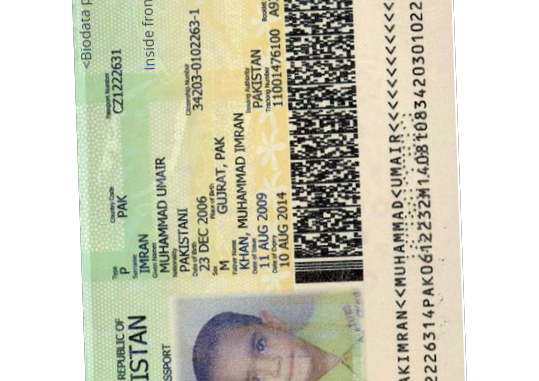 <Biodata p
Inside fron
REPUBLIC OF
ISTAN
SSPORT
Type
P
Country Code
PAK
Passport Number
CZ1222631
Surname
IMRAN
Given Names
MUHAMMAD UMAIR
Nationality
PAKISTANI
Citizenship Number
34203-0102263-1
Date of Birth
23 DEC 2006
Sex
M
Place of Birth
GUJRAT, PAK
Father Name
KHAN, MUHAMMAD IMRAN
Date of Issue
11 AUG 2009
Issuing Authority
PAKISTAN
Date of Expiry
10 AUG 2014
Tracking Number
11001476100
Booklet
A9
AKIMRAN<<MUHAMMAD<UMAIR<<<<<<<<<<<
2226314PAK0612232M14081083420301022